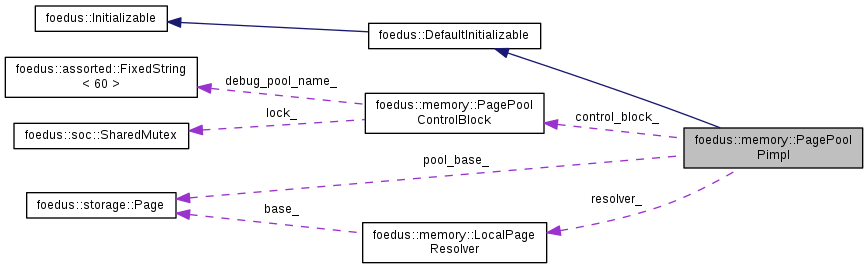 foedus::Initializable
foedus::DefaultInitializable
foedus::assorted::FixedString
< 60 >
debug_pool_name_
foedus::memory::PagePool
ControlBlock
lock_
foedus::soc::SharedMutex
control_block_
foedus::memory::PagePool
Pimpl
pool_base_
resolver_
foedus::storage::Page
base_
foedus::memory::LocalPage
Resolver